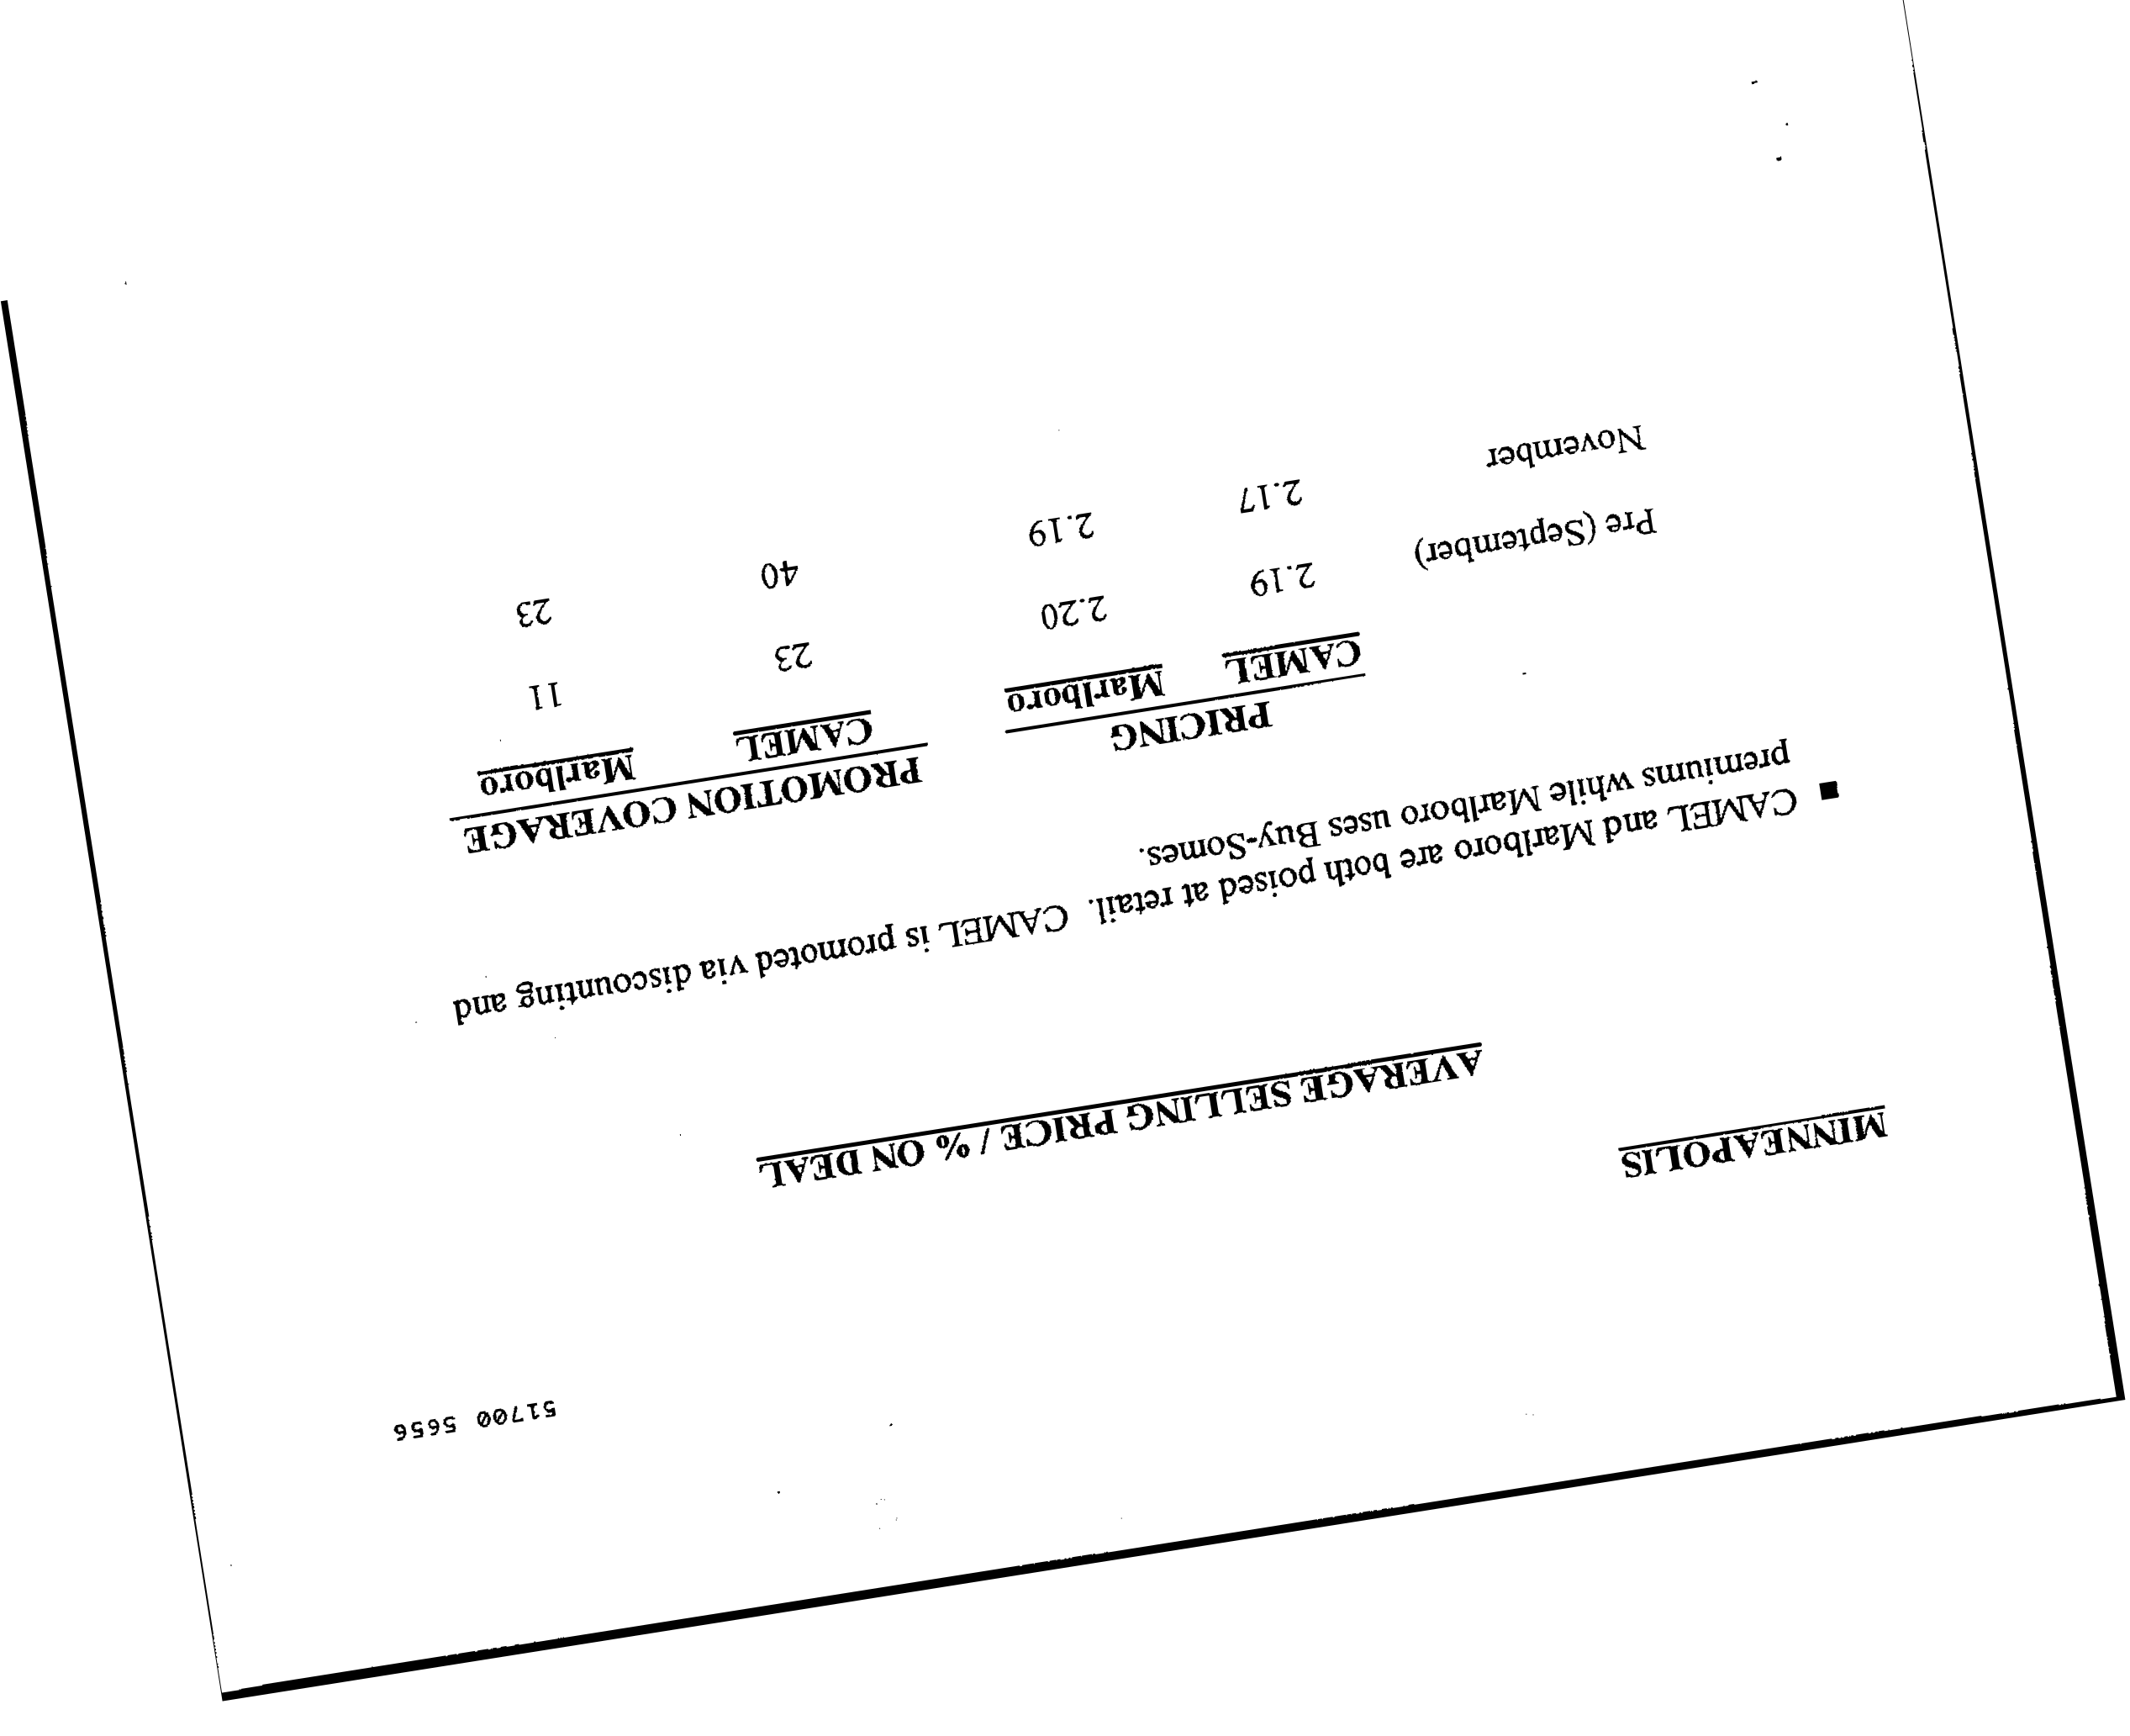 51700 5656
MINNEAPOLIS
AVERAGE SELLING PRICE / % ON DEAL
■ CAMEL and Marlboro are both poised at retail. CAMEL is promoted via discounting and
premiums while Marlboro uses Buy-Somes.
PRICING PROMOTION COVERAGE
CAMEL Marlboro CAMEL Marlboro
Pre (September) 2.19 2.20 23 11
November 2.17 2.19 40 23